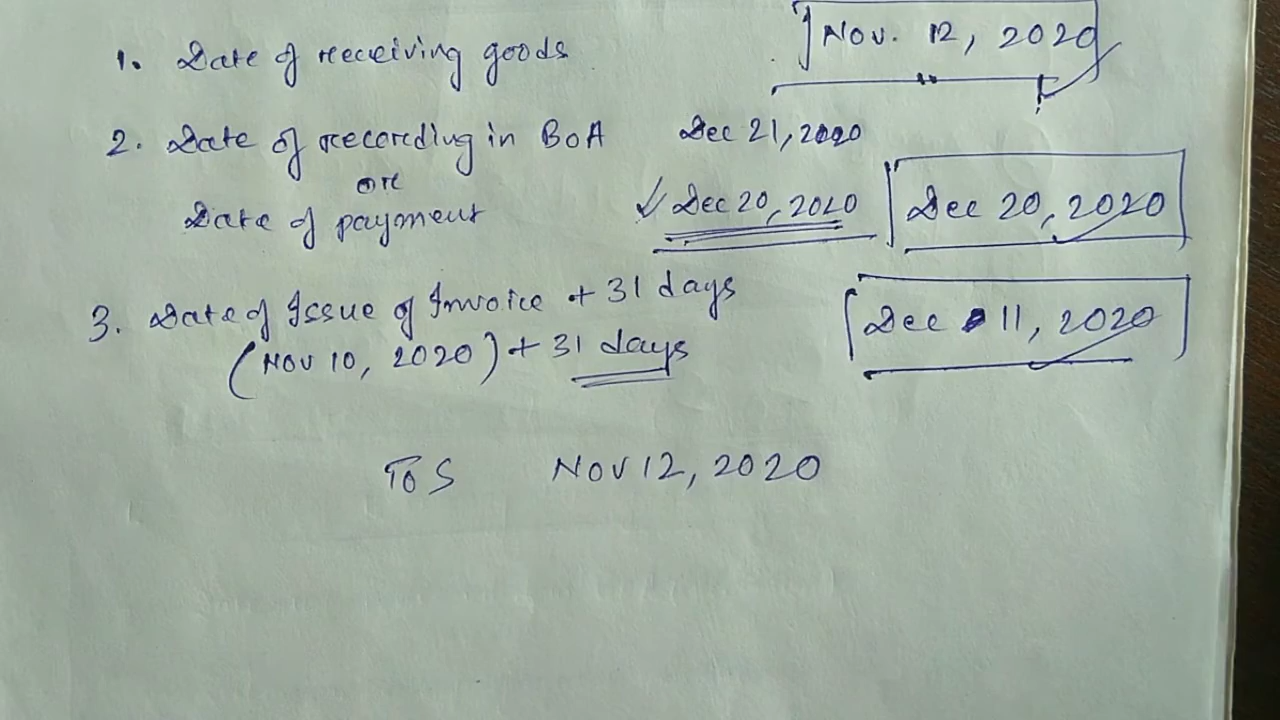 1. Date of receiving goods Nov. 12, 2020
2. Date of recording in BoA Dec 21, 2020
or
Date of payment Dec 20, 2020 Dec 20, 2020
3. Date of Issue of Invoice + 31 days
(Nov 10, 2020) + 31 days Dec 11, 2020
ToS Nov 12, 2020